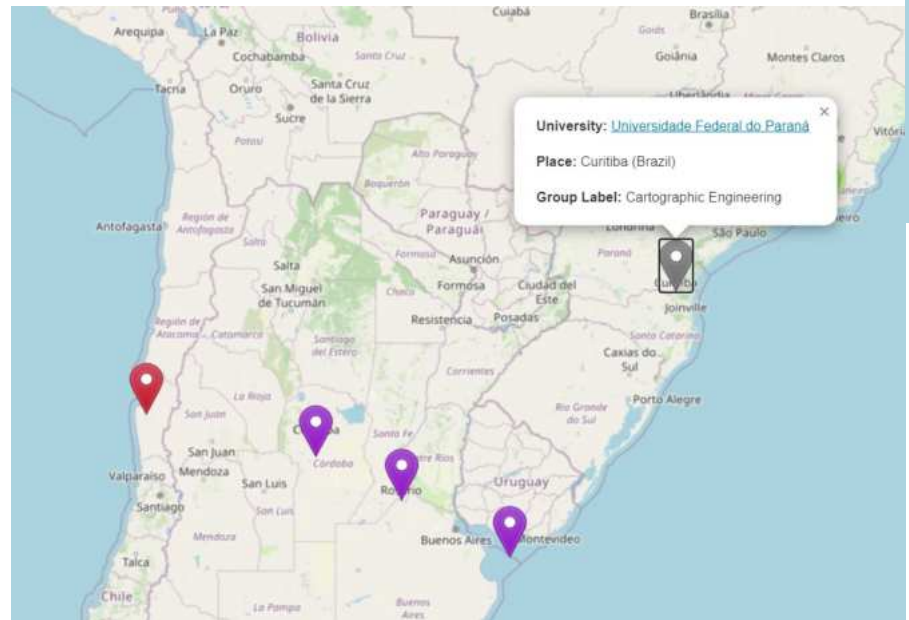 Cuiabá
Brasília
Arequipa
La Paz
Bolivia
Goiás
Cochabamba
Santa Cruz
Goiânia
Montes Claros
Tacna
Oruro
Santa Cruz
de la Sierra
Uberlândia
Sucre
Potosí
University: Universidade Federal do Paraná
×
Vitória
Place: Curitiba (Brazil)
Alto Paraguay
Group Label: Cartographic Engineering
Boquerón
Antofagasta
Región de
Antofagasta
Paraguay /
Paraguái
Londrina
São Paulo
Salta
Formosa
Asunción
Paraná
Salta
San Miguel
de Tucumán
Chaco
Formosa
Ciudad del
Este
Curitiba
Resistencia
Posadas
Joinville
Región de
Atacama
Catamarca
Santiago
del Estero
Santa Catarina
Corrientes
Caxias do
Sul
La Rioja
Rio Grande
do Sul
Porto Alegre
San Juan
Santa Fe
Entre Ríos
San Juan
Córdoba
Valparaíso
Mendoza
San Luis
Rosario
Uruguay
Santiago
San Luis
Mendoza
Buenos Aires
Montevideo
Talca
Chile
La Pampa
Buenos
Aires